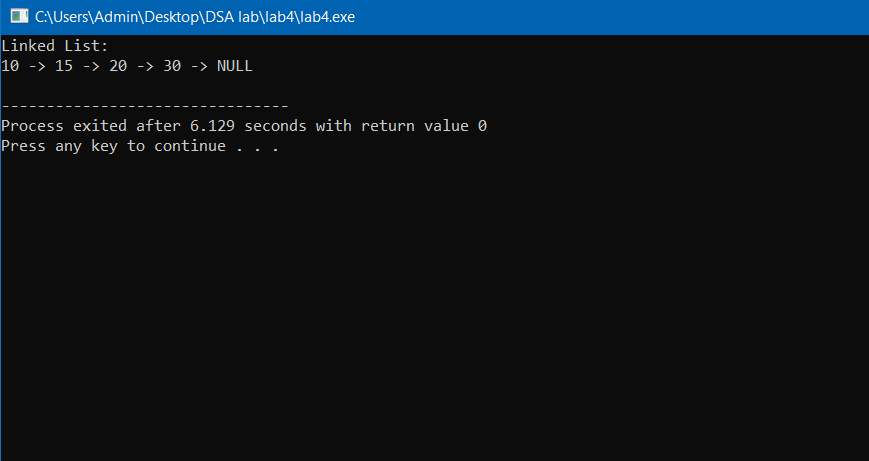 C:\Users\Admin\Desktop\DSA lab\lab4\lab4.exe
Linked List:
10 -> 15 -> 20 -> 30 -> NULL
--------------------------------
Process exited after 6.129 seconds with return value 0
Press any key to continue . . .